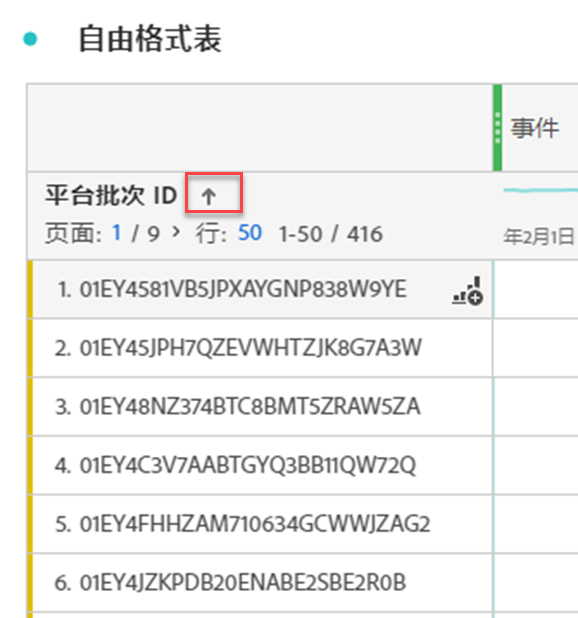 自由格式表
事件
平台批次 ID
页面: 1 / 9 > 行: 50 1-50 / 416
年2月1日
1. 01EY4581VB5JPXAYGNP838W9YE
2. 01EY45JPH7QZEVWHTZJK8G7A3W
3. 01EY48NZ374BTC8BMT5ZRAW5ZA
4. 01EY4C3V7AABTGYQ3BB11QW72Q
5. 01EY4FHHZAM710634GCWWJZAG2
6. 01EY4JZKPDB20ENABE2SBE2R0B